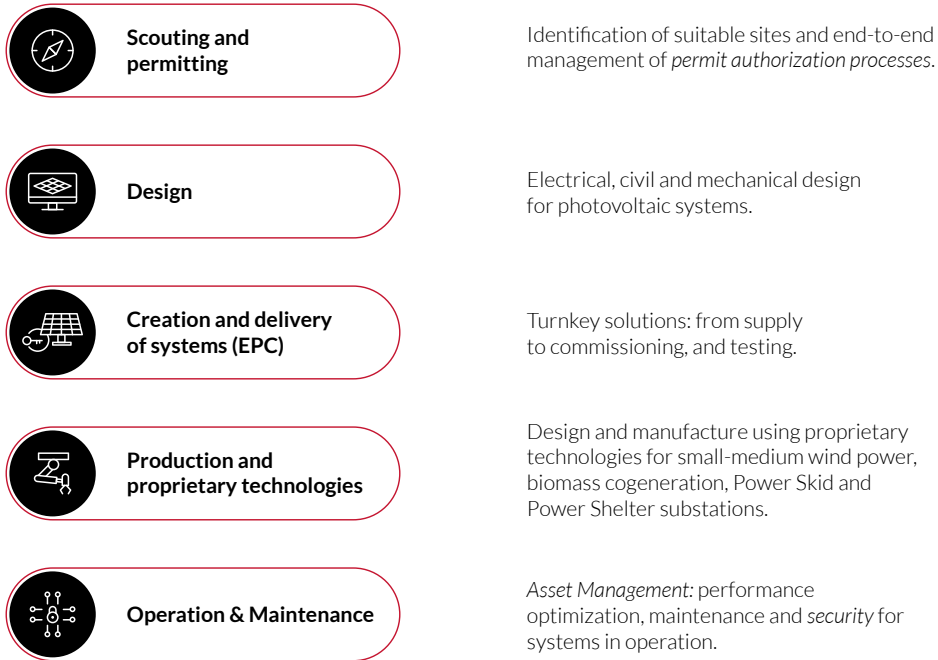 Scouting and
permitting
Identification of suitable sites and end-to-end
management of permit authorization processes.
Design
Electrical, civil and mechanical design
for photovoltaic systems.
Creation and delivery
of systems (EPC)
Turnkey solutions: from supply
to commissioning, and testing.
Production and
proprietary technologies
Design and manufacture using proprietary
technologies for small-medium wind power,
biomass cogeneration, Power Skid and
Power Shelter substations.
Operation & Maintenance
Asset Management: performance
optimization, maintenance and security for
systems in operation.